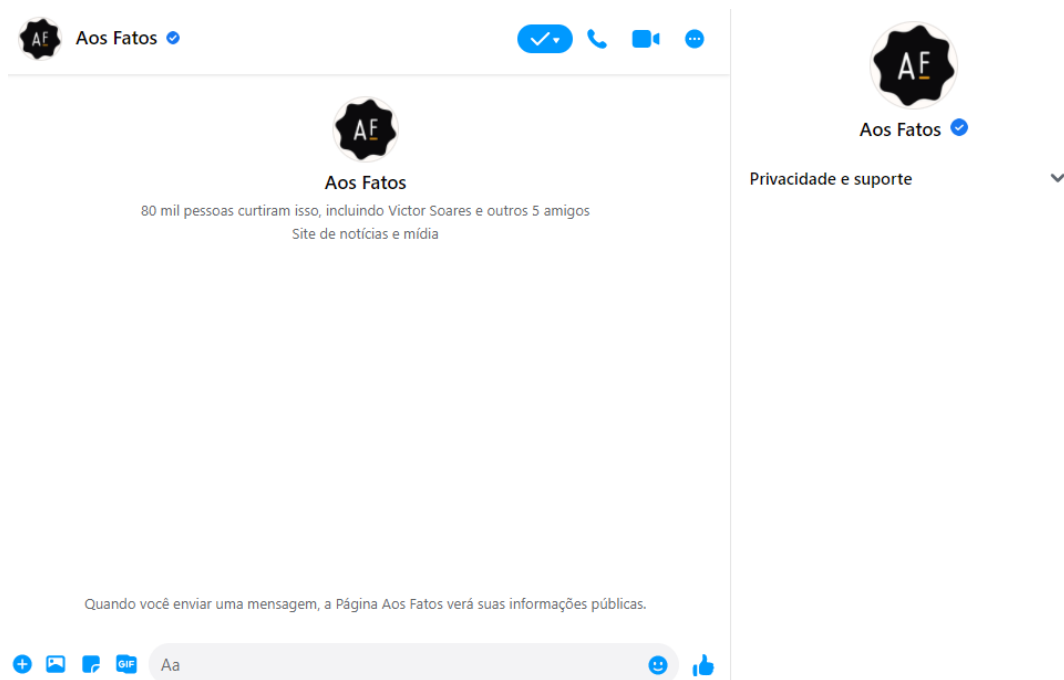 AF
Aos Fatos
AF
Aos Fatos
80 mil pessoas curtiram isso, incluindo Victor Soares e outros 5 amigos
Site de notícias e mídia
Quando você enviar uma mensagem, a Página Aos Fatos verá suas informações públicas.
GIF
Aa
AF
Aos Fatos
Privacidade e suporte